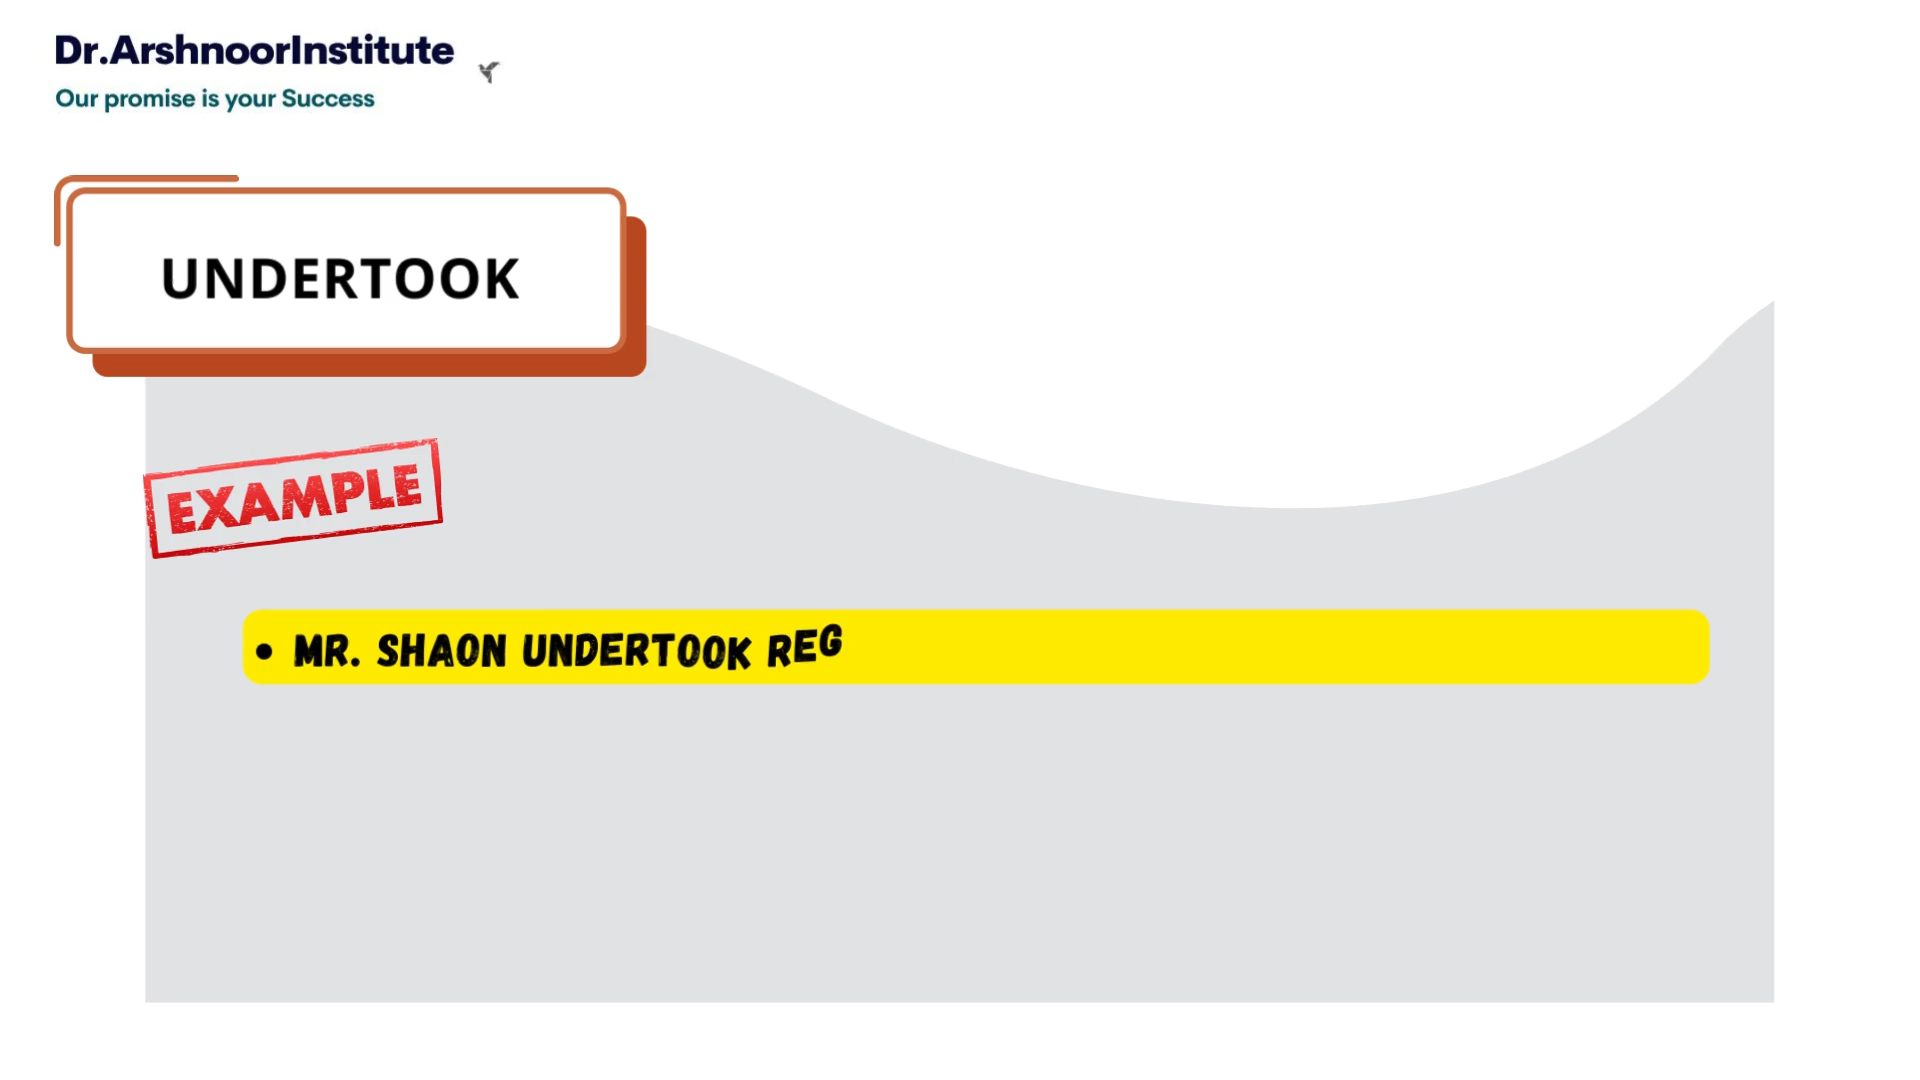 Dr.ArshnoorInstitute
Our promise is your Success
UNDERTOOK
EXAMPLE
• MR. SHAON UNDERTOOK REG